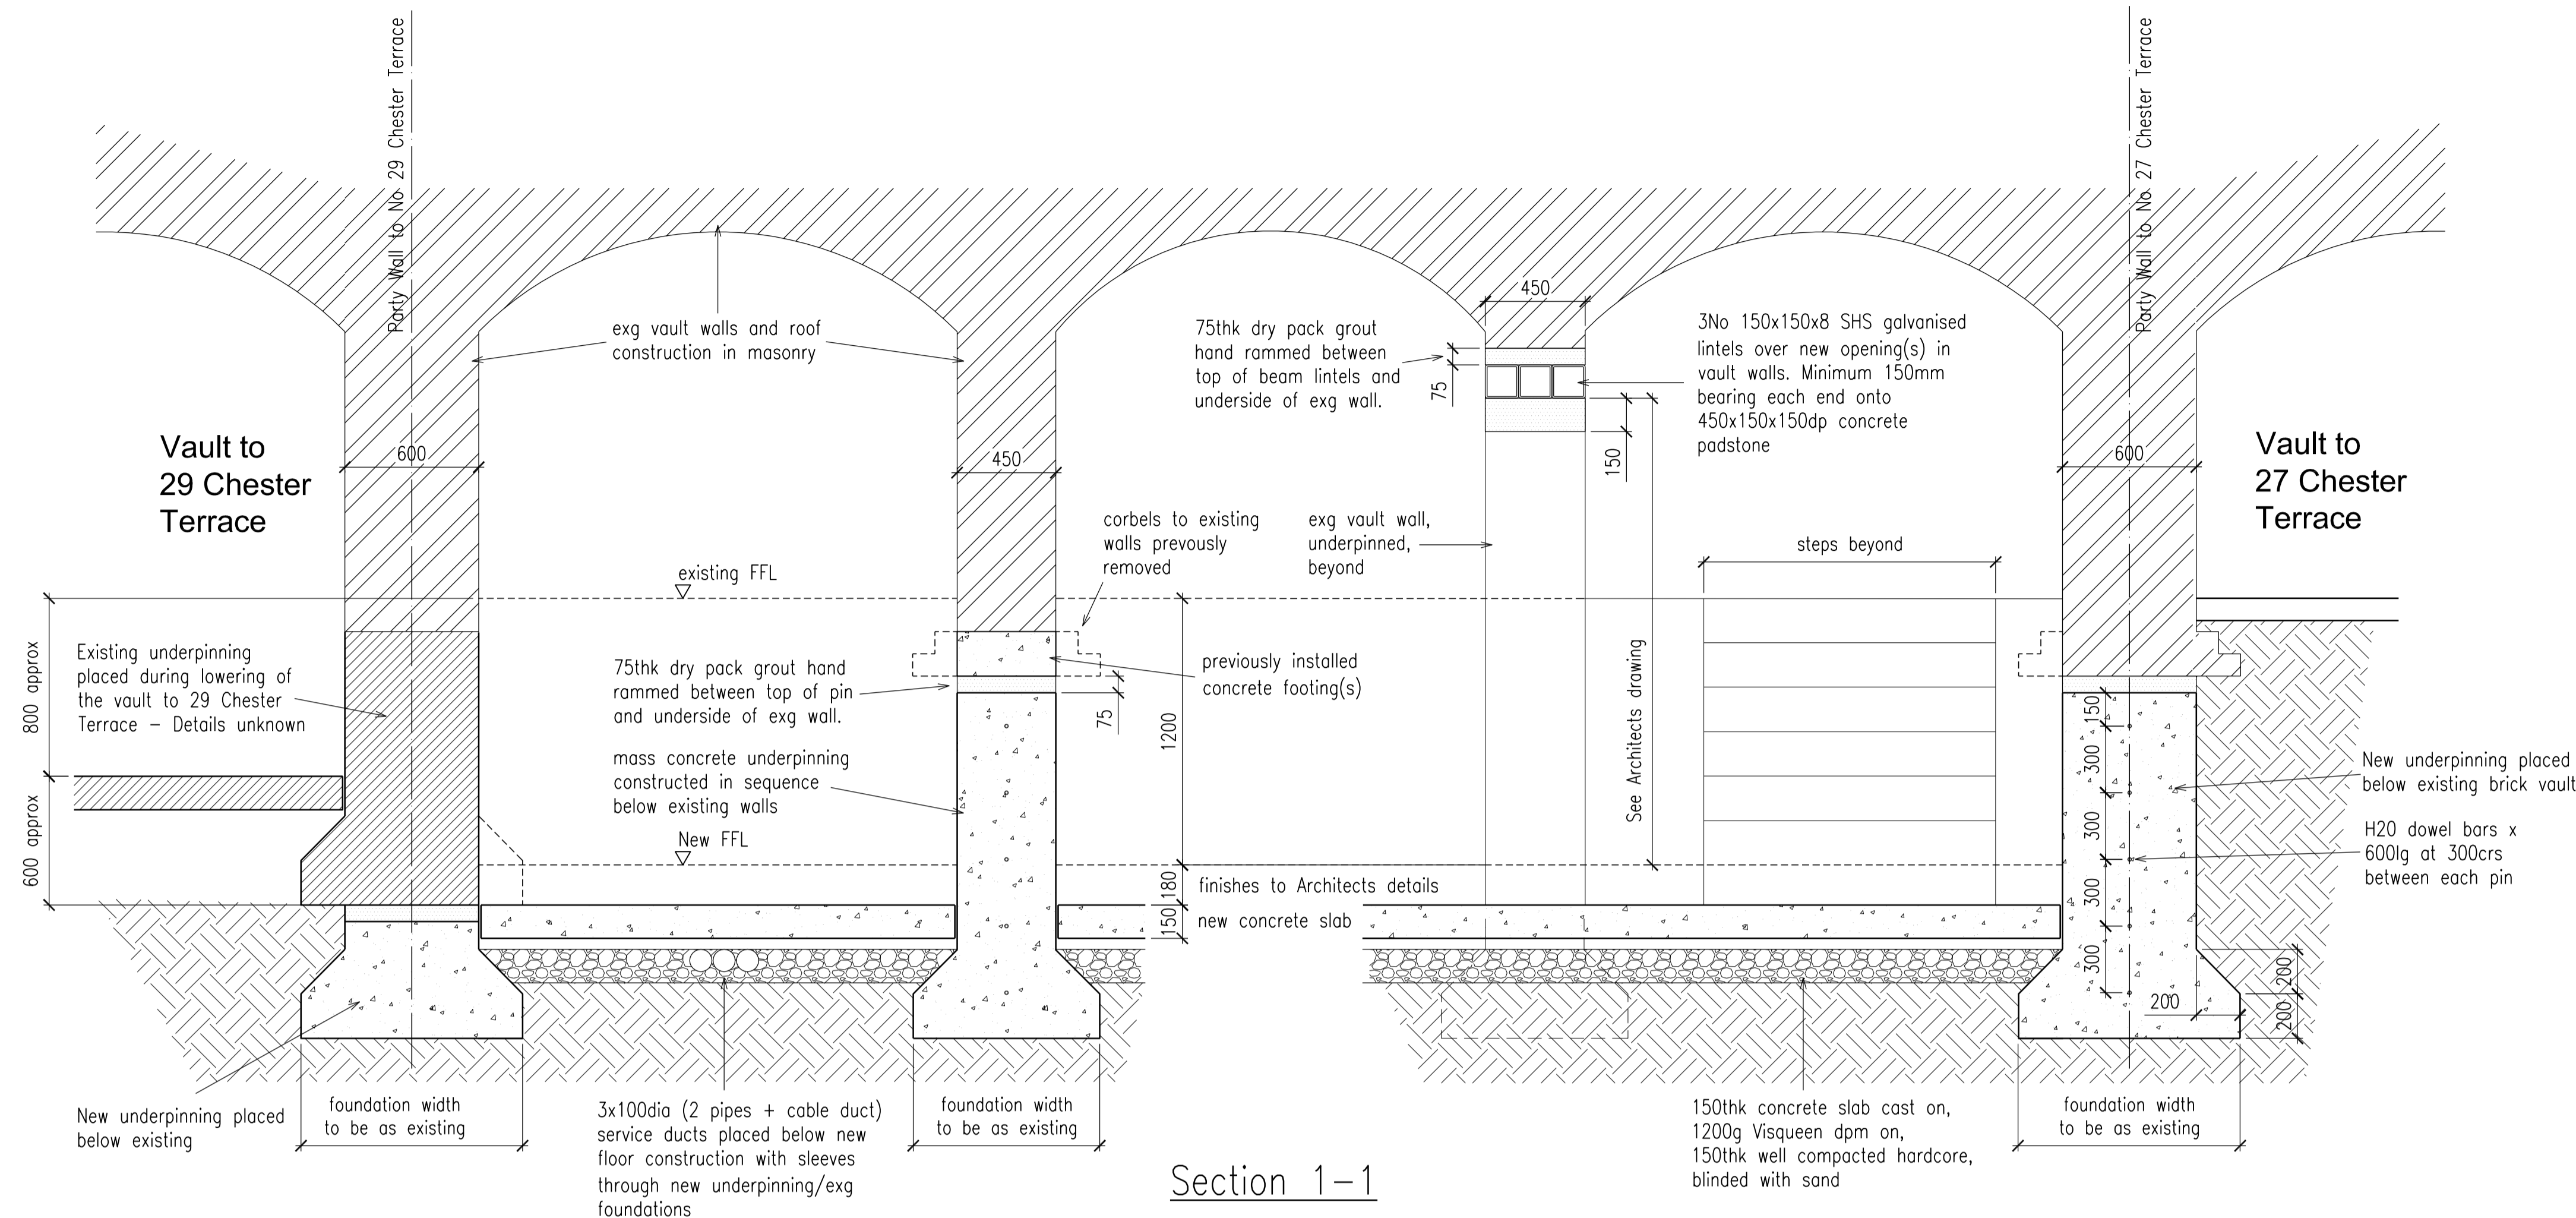 Party Wall to No 29 Chester Terrace
Party Wall to No 27 Chester Terrace
exg vault walls and roof
construction in masonry
75thk dry pack grout
hand rammed between
top of beam lintels and
underside of exg wall.
450
75
150
3No 150x150x8 SHS galvanised
lintels over new opening(s) in
vault walls. Minimum 150mm
bearing each end onto
450x150x150dp concrete
padstone
Vault to
29 Chester
Terrace
600
450
600
Vault to
27 Chester
Terrace
corbels to existing
walls prevously
removed
exg vault wall,
underpinned,
beyond
steps beyond
existing FFL
800 approx
600 approx
Existing underpinning
placed during lowering of
the vault to 29 Chester
Terrace – Details unknown
75thk dry pack grout hand
rammed between top of pin
and underside of exg wall.
mass concrete underpinning
constructed in sequence
below existing walls
New FFL
75
previously installed
concrete footing(s)
1200
180
150
finishes to Architects details
new concrete slab
See Architects drawing
150
300
300
300
300
200
200
200
New underpinning placed
below existing brick vault
H20 dowel bars x
600lg at 300crs
between each pin
New underpinning placed
below existing
foundation width
to be as existing
3x100dia (2 pipes + cable duct)
service ducts placed below new
floor construction with sleeves
through new underpinning/exg
foundations
foundation width
to be as existing
150thk concrete slab cast on,
1200g Visqueen dpm on,
150thk well compacted hardcore,
blinded with sand
foundation width
to be as existing
Section 1–1